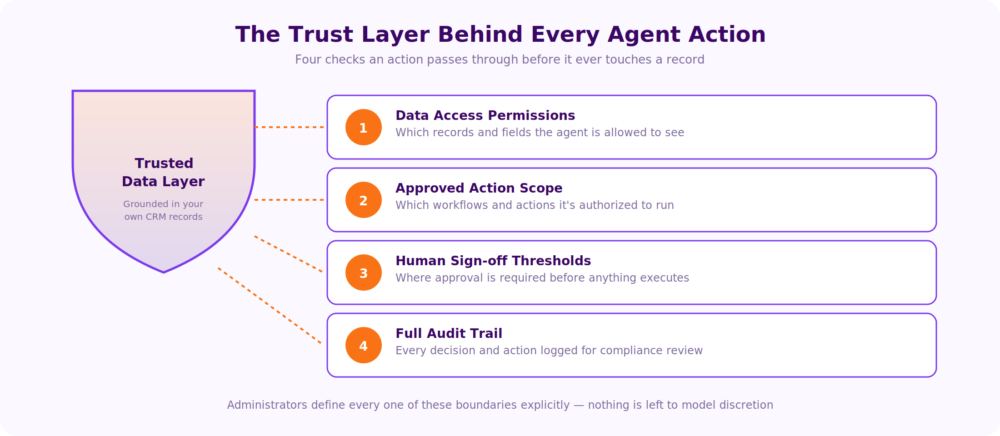 The Trust Layer Behind Every Agent Action
Four checks an action passes through before it ever touches a record
Trusted
Data Layer
Grounded in your
own CRM records
1
Data Access Permissions
Which records and fields the agent is allowed to see
2
Approved Action Scope
Which workflows and actions it's authorized to run
3
Human Sign-off Thresholds
Where approval is required before anything executes
4
Full Audit Trail
Every decision and action logged for compliance review
Administrators define every one of these boundaries explicitly — nothing is left to model discretion